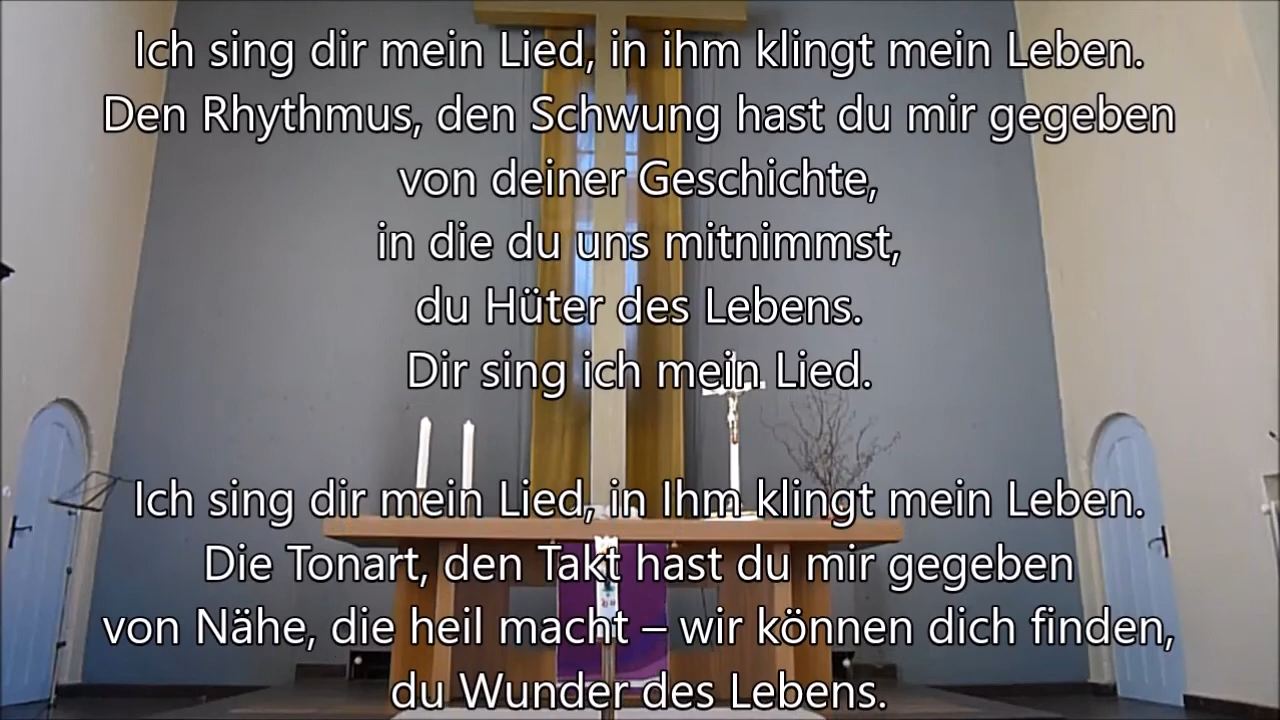 Ich sing dir mein Lied, in ihm klingt mein Leben.
Den Rhythmus, den Schwung hast du mir gegeben
von deiner Geschichte,
in die du uns mitnimmst,
du Hüter des Lebens.
Dir sing ich mein Lied.
Ich sing dir mein Lied, in Ihm klingt mein Leben.
Die Tonart, den Takt hast du mir gegeben
von Nähe, die heil macht – wir können dich finden,
du Wunder des Lebens.